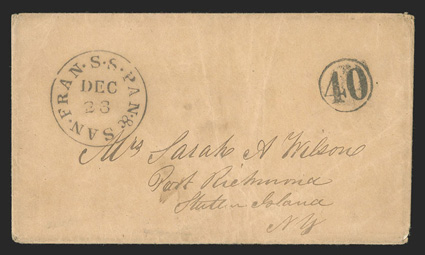 SAN·FRAN·S·S·PAN·&
DEC
23
40
Mrs Sarah A Wilson
Port Richmond
Staten Island
N Y